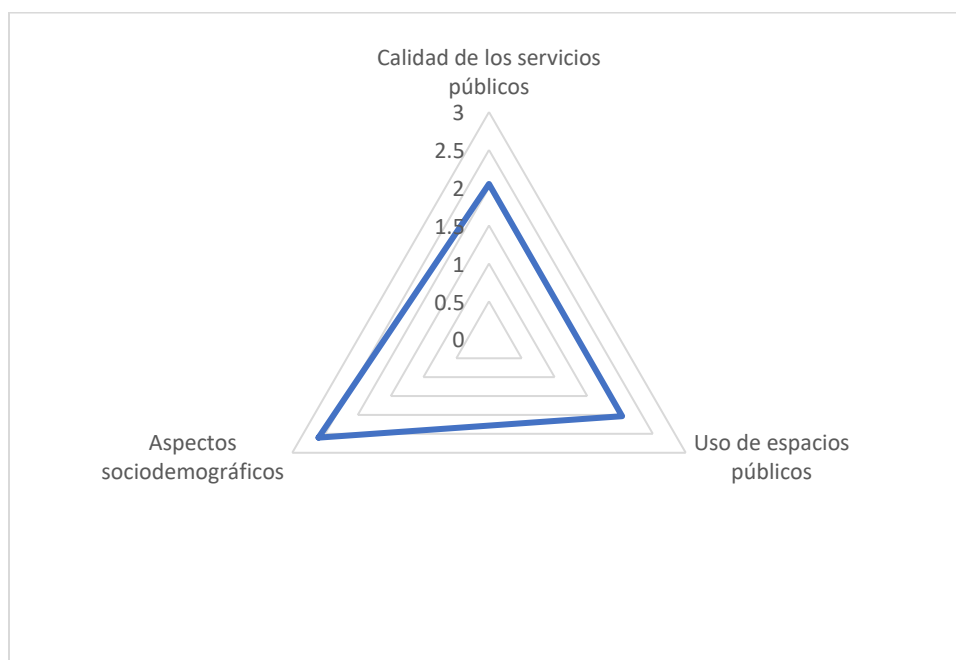 Calidad de los servicios
públicos
3
2.5
2
1.5
1
0.5
0
Aspectos
sociodemográficos
Uso de espacios
públicos